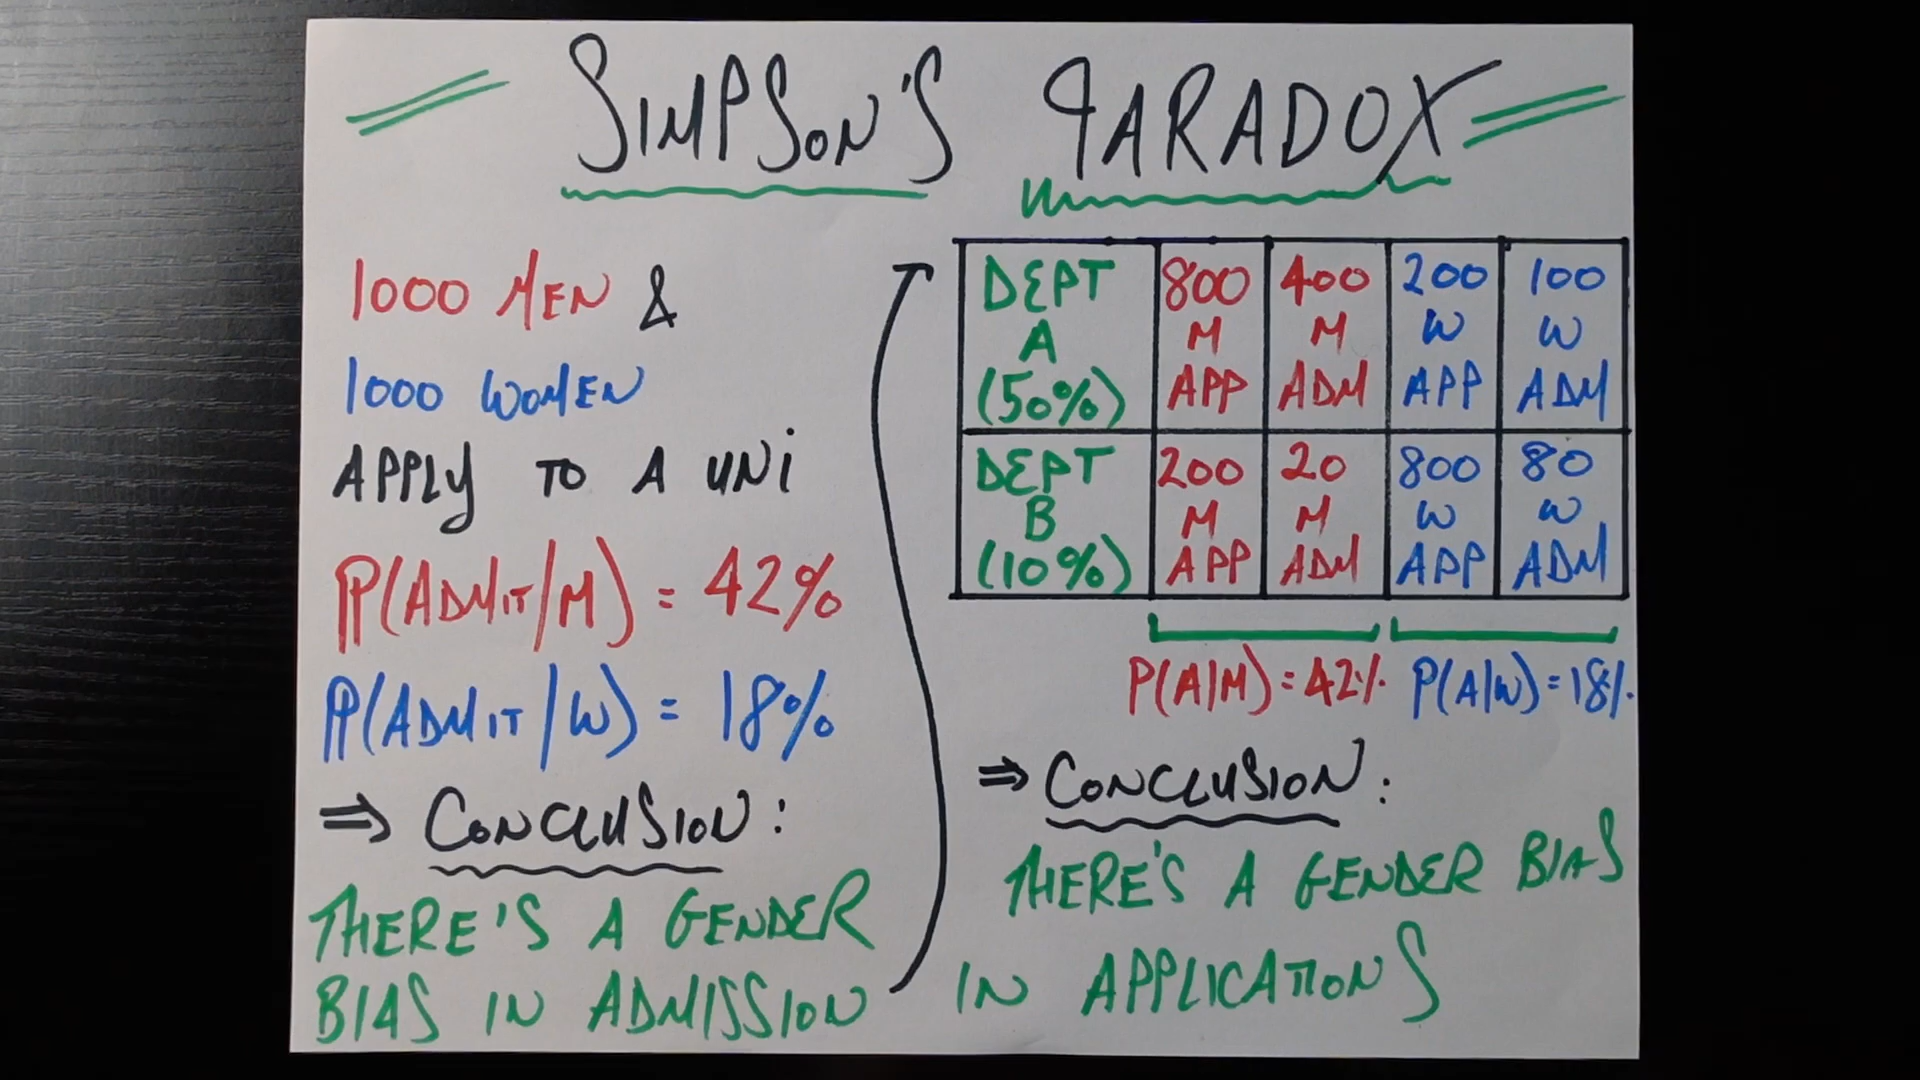 SIMPSON'S PARADOX
1000 MEN &
1000 WOMEN
APPLY TO A UNI
P(ADMIT/M) = 42%
P(ADMIT/W) = 18%
⇒ CONCLUSION:
THERE'S A GENDER
BIAS IN ADMISSION
DEPT A (50%) 800 M APP 400 M ADM 200 W APP 100 W ADM
DEPT B (10%) 200 M APP 20 M ADM 800 W APP 80 W ADM
P(A|M) = 42% P(A|W) = 18%
⇒ CONCLUSION:
THERE'S A GENDER BIAS
IN APPLICATIONS